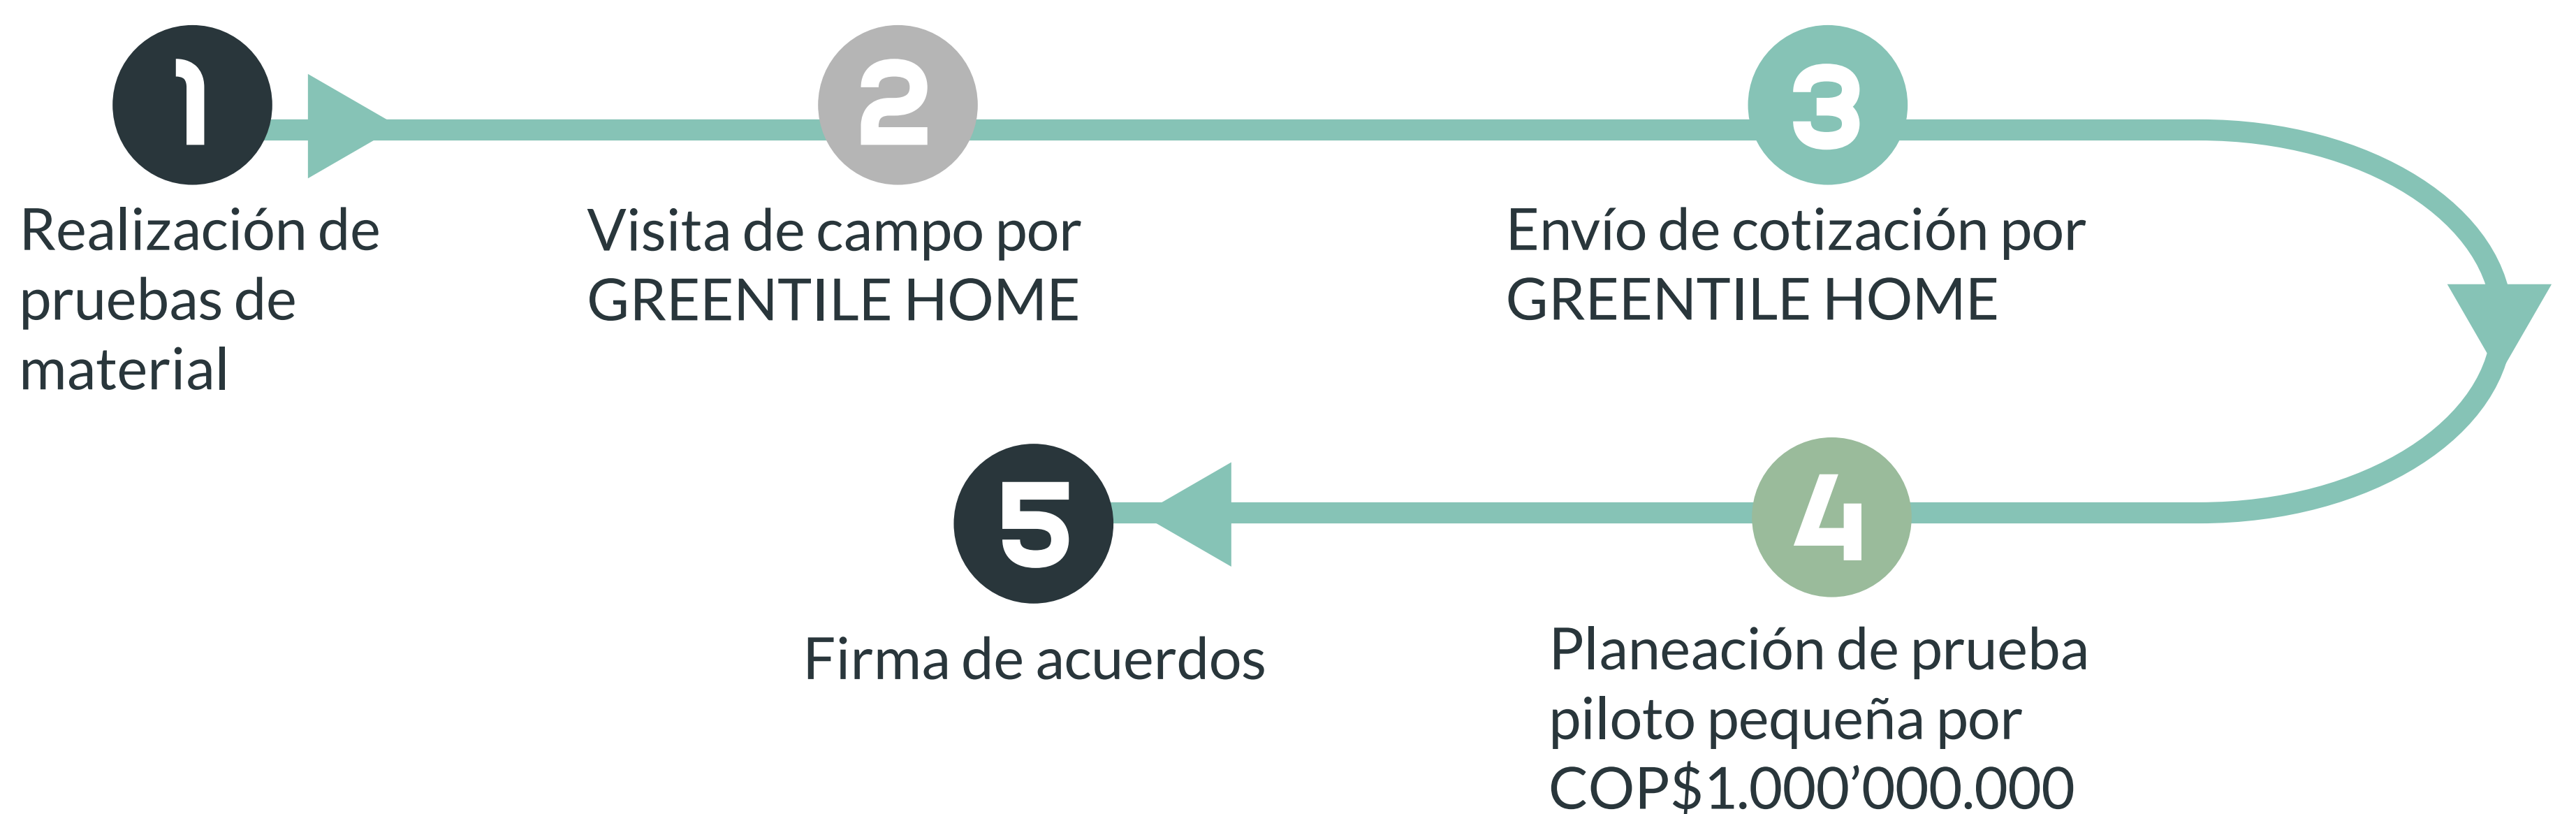 1
Realización de
pruebas de
material
2
Visita de campo por
GREENTILE HOME
3
Envío de cotización por
GREENTILE HOME
4
Planeación de prueba
piloto pequeña por
COP$1.000’000.000
5
Firma de acuerdos